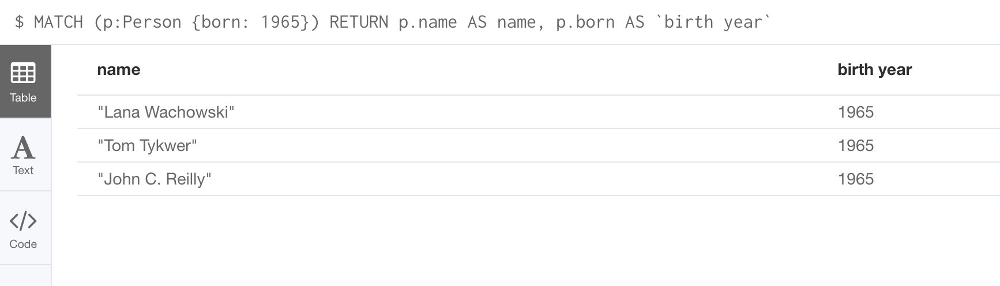 $ MATCH (p:Person {born: 1965}) RETURN p.name AS name, p.born AS `birth year`
name birth year
Table
"Lana Wachowski" 1965
"Tom Tykwer" 1965
A
Text
"John C. Reilly" 1965
</>
Code